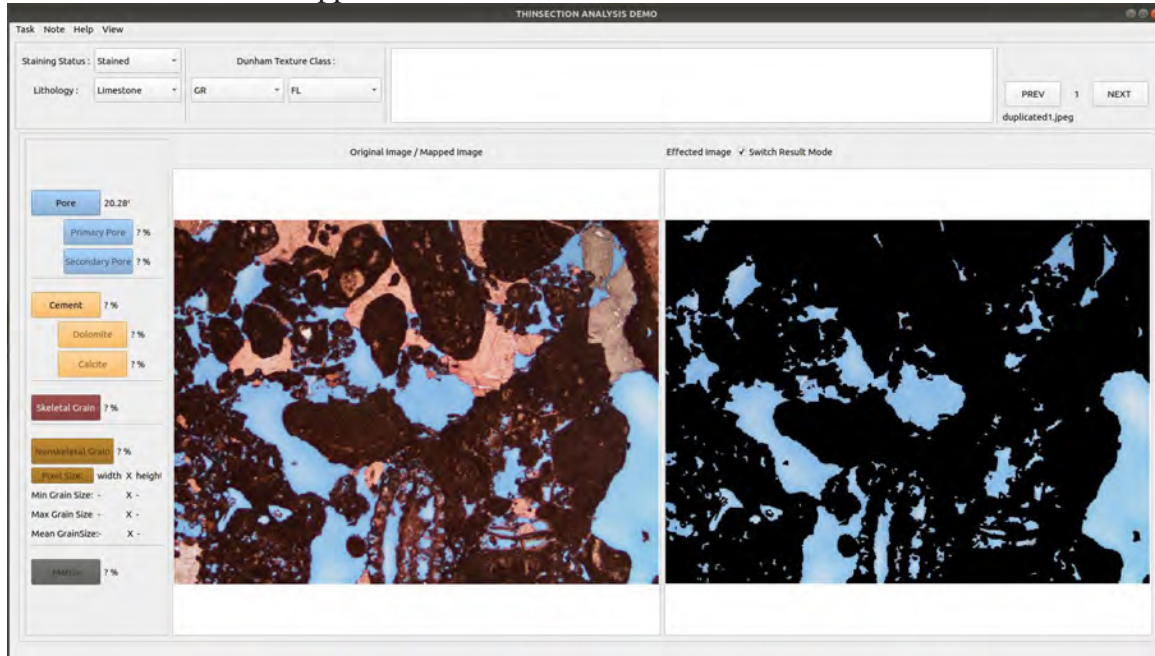 THINSECTION ANALYSIS DEMO
Task Note Help View
Staining Status : Stained
Dunham Texture Class :
Lithology : Limestone
GR FL
PREV 1 NEXT
duplicated1.jpeg
Original Image / Mapped Image
Effected Image ✓ Switch Result Mode
Pore 20.28'
Primary Pore ? %
Secondary Pore ? %
Cement ? %
Dolomite ? %
Calcite ? %
Skeletal Grain ? %
Nonskeletal Grain ? %
Pixel Size: width X height
Min Grain Size: - X -
Max Grain Size - X -
Mean GrainSize:- X -
Matrix ? %